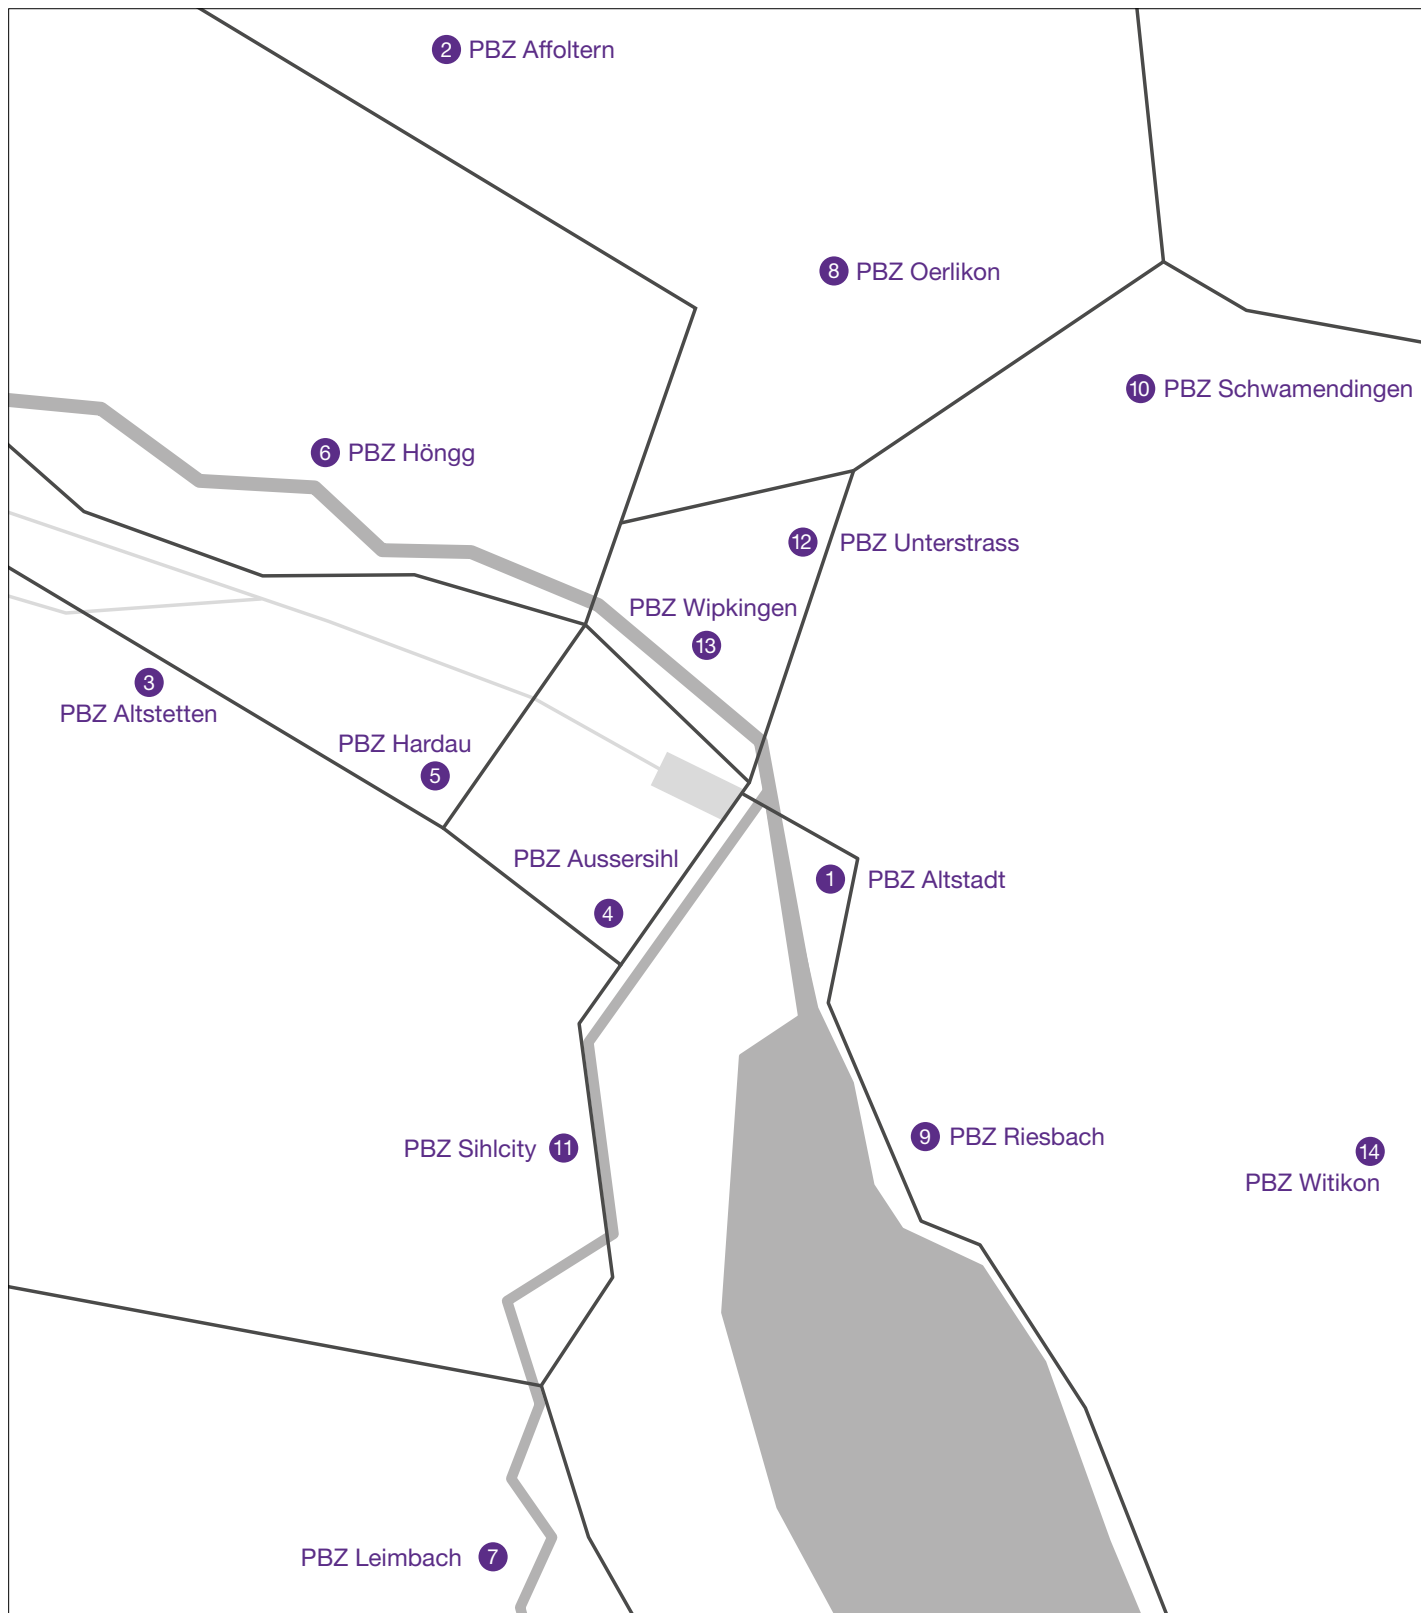 2 PBZ Affoltern
8 PBZ Oerlikon
10 PBZ Schwamendingen
6 PBZ Höngg
12 PBZ Unterstrass
PBZ Wipkingen
13
3
PBZ Altstetten
PBZ Hardau
5
PBZ Aussersihl
4
1 PBZ Altstadt
9 PBZ Riesbach
PBZ Sihlcity 11
14
PBZ Witikon
PBZ Leimbach 7